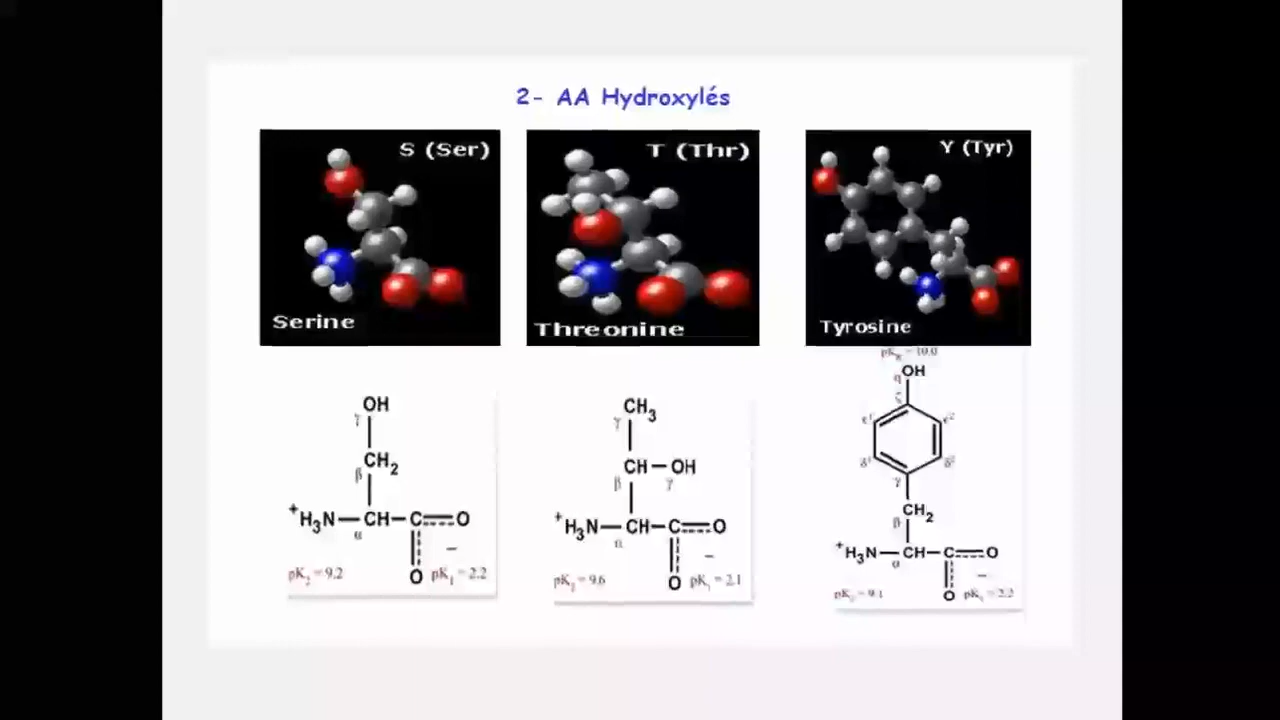 2- AA Hydroxylés
S (Ser)
Serine
T (Thr)
Threonine
Y (Tyr)
Tyrosine
OH
γ
CH₂
β
⁺H₃N—CH—C=O
α
−
O
pK₂ = 9.2
pK₁ = 2.2
CH₃
γ
CH—OH
β γ
⁺H₃N—CH—C=O
α
−
O
pK₂ = 9.6
pK₁ = 2.1
pKR = 10.0
η OH
ζ
ε¹ ε²
δ¹ δ²
γ
CH₂
β
⁺H₃N—CH—C=O
α
−
O
pK₂ = 9.1
pK₁ = 2.2